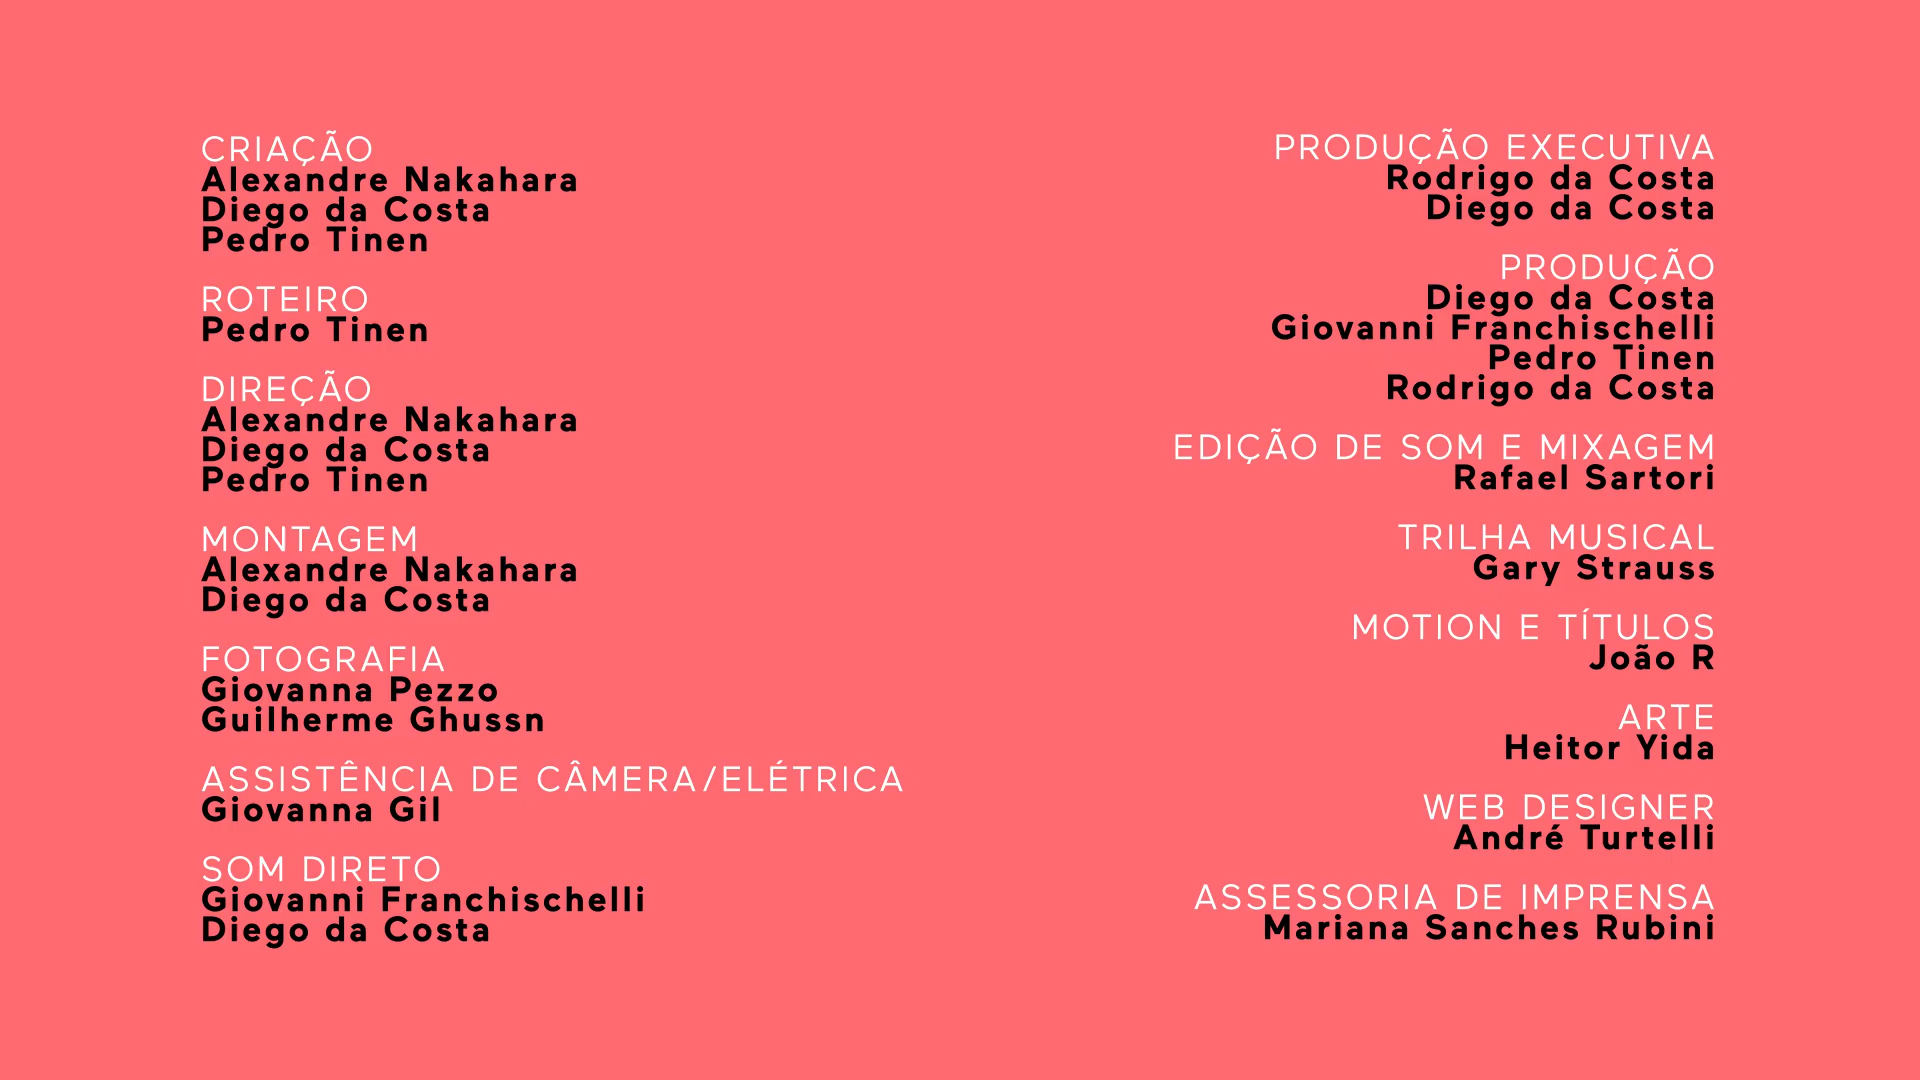 CRIAÇÃO
Alexandre Nakahara
Diego da Costa
Pedro Tinen
ROTEIRO
Pedro Tinen
DIREÇÃO
Alexandre Nakahara
Diego da Costa
Pedro Tinen
MONTAGEM
Alexandre Nakahara
Diego da Costa
FOTOGRAFIA
Giovanna Pezzo
Guilherme Ghussn
ASSISTÊNCIA DE CÂMERA/ELÉTRICA
Giovanna Gil
SOM DIRETO
Giovanni Franchischelli
Diego da Costa
PRODUÇÃO EXECUTIVA
Rodrigo da Costa
Diego da Costa
PRODUÇÃO
Diego da Costa
Giovanni Franchischelli
Pedro Tinen
Rodrigo da Costa
EDIÇÃO DE SOM E MIXAGEM
Rafael Sartori
TRILHA MUSICAL
Gary Strauss
MOTION E TÍTULOS
João R
ARTE
Heitor Yida
WEB DESIGNER
André Turtelli
ASSESSORIA DE IMPRENSA
Mariana Sanches Rubini